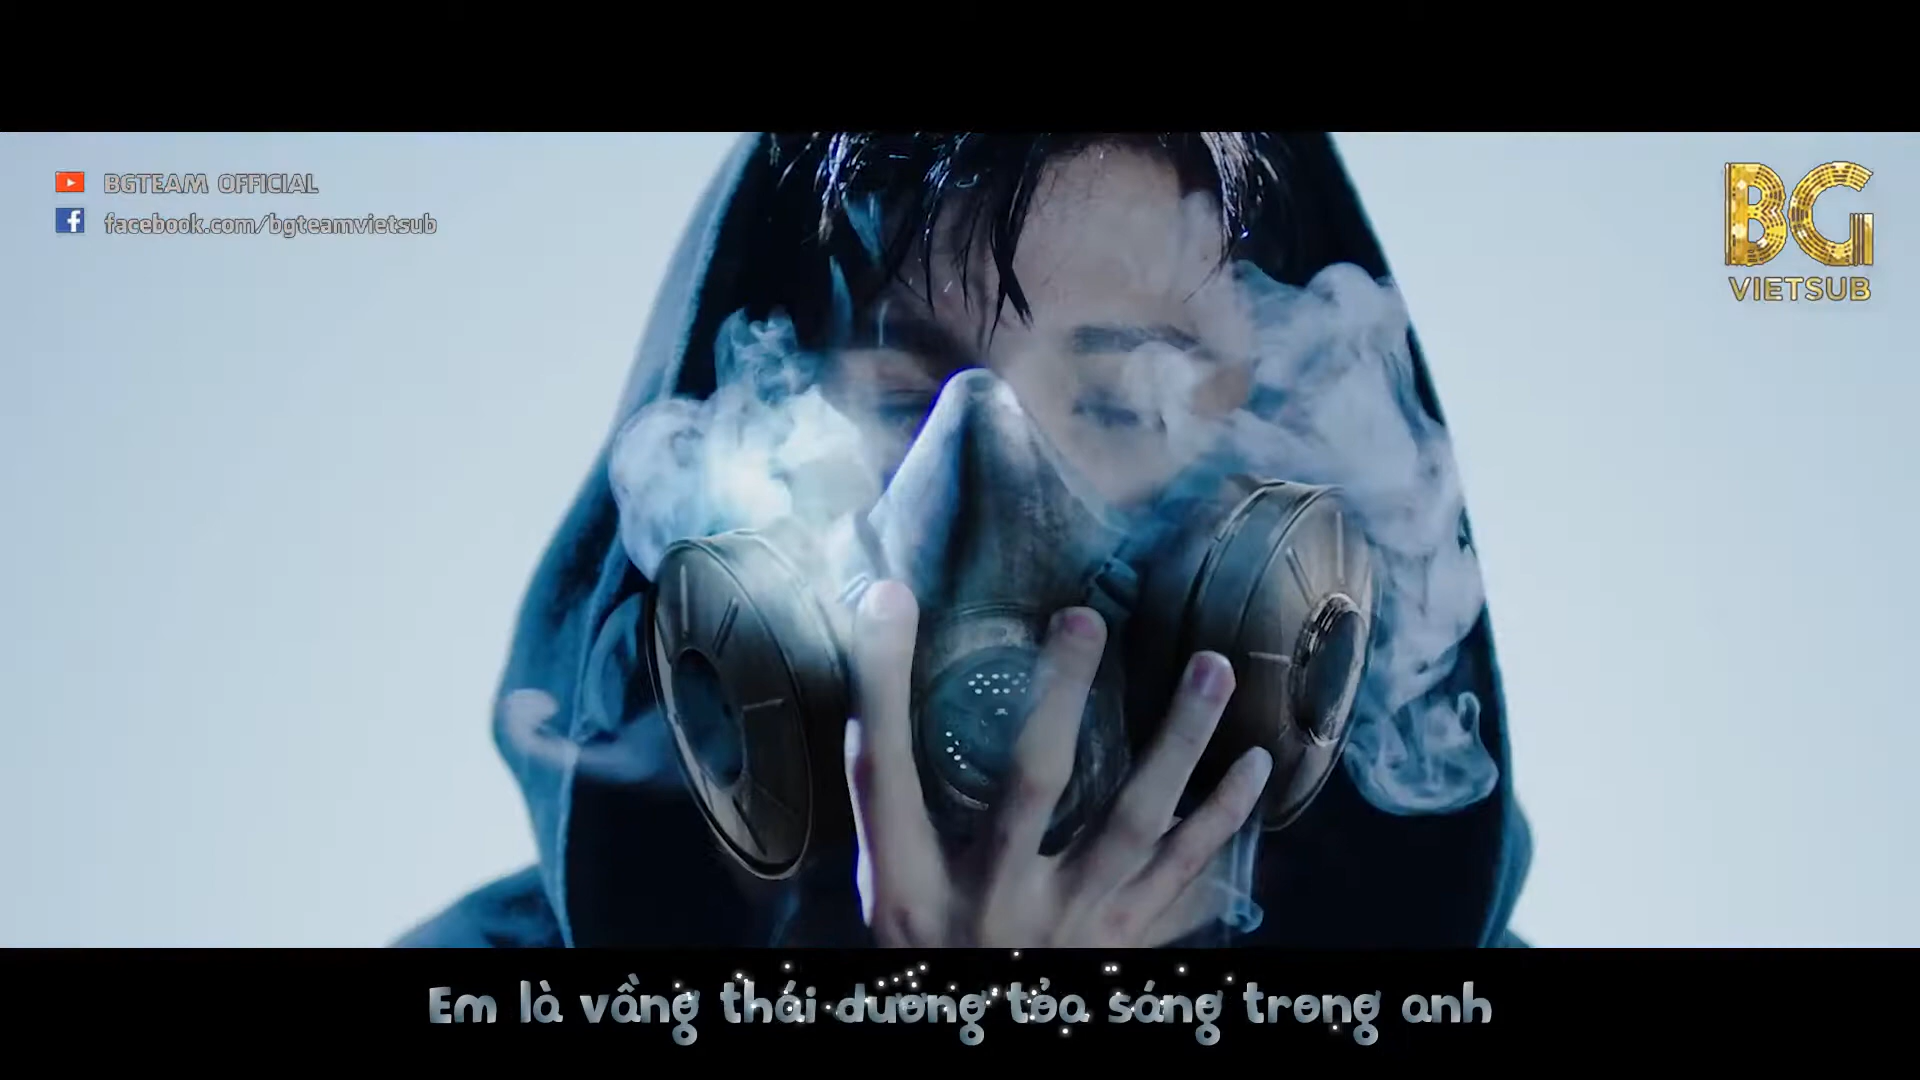 BGTEAM OFFICIAL
facebook.com/bgteamvietsub
BG
VIETSUB
Em là vầng thái dương tỏa sáng trong anh